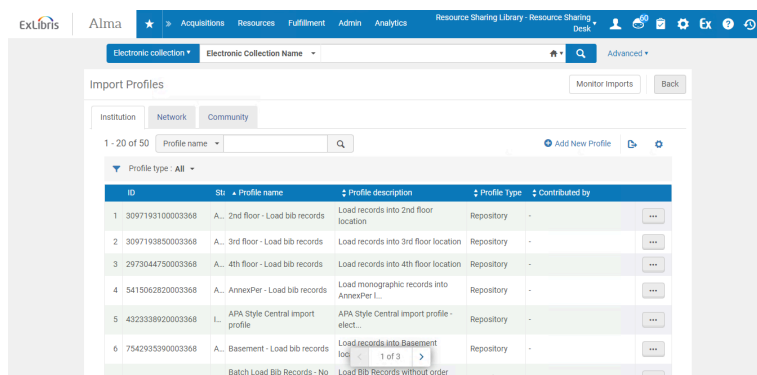 ExLibris Alma Acquisitions Resources Fulfillment Admin Analytics Resource Sharing Library - Resource Sharing Desk 60 Ex
Electronic collection Electronic Collection Name Advanced
Import Profiles Monitor Imports Back
Institution Network Community
1 - 20 of 50 Profile name Add New Profile
Profile type : All
ID Sta Profile name Profile description Profile Type Contributed by
1 3097193100003368 A... 2nd floor - Load bib records Load records into 2nd floor location Repository -
2 3097193850003368 A... 3rd floor - Load bib records Load records into 3rd floor location Repository -
3 2973044750003368 A... 4th floor - Load bib records Load records into 4th floor location Repository -
4 5415062820003368 A... AnnexPer - Load bib records Load monographic records into AnnexPer l... Repository -
5 4323338920003368 I... APA Style Central import profile APA Style Central import profile - elect... Repository -
6 7542935390003368 A... Basement - Load bib records Load records into Basement loc Repository -
1 of 3
Batch Load Bib Records - No Load Bib Records without order